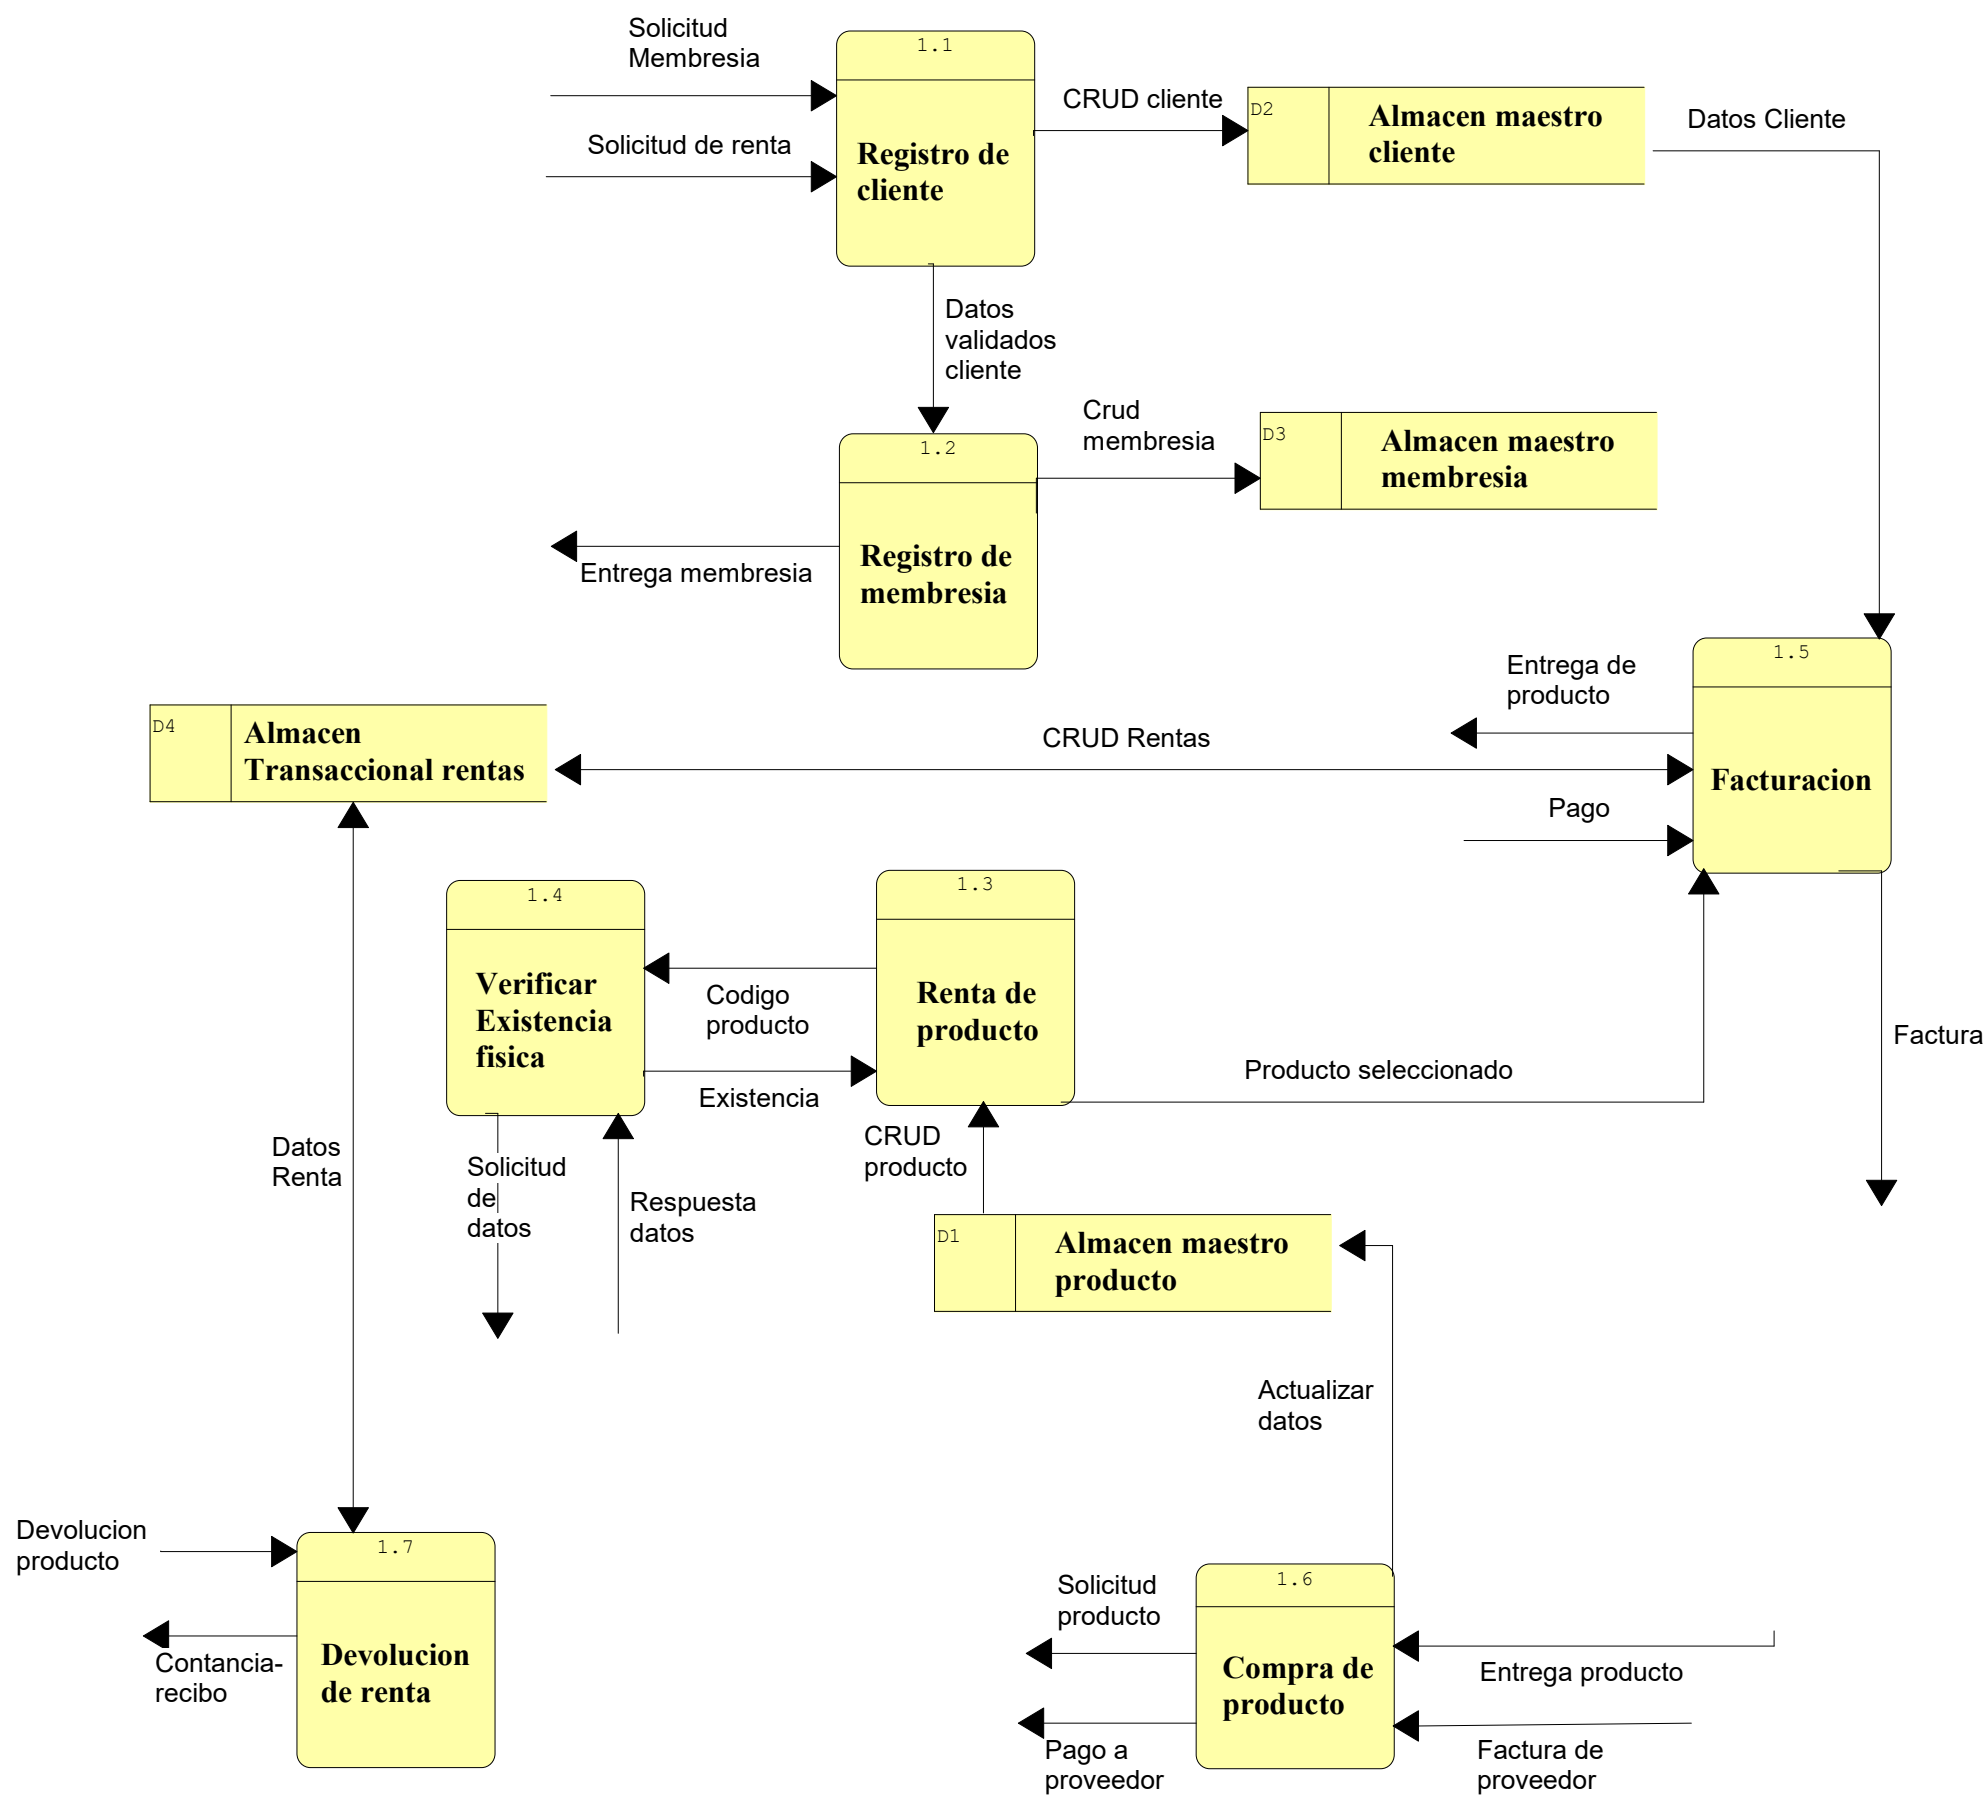 Solicitud
Membresia
Solicitud de renta
1.1
Registro de
cliente
CRUD cliente
D2
Almacen maestro
cliente
Datos Cliente
Datos
validados
cliente
Crud
membresia
1.2
Registro de
membresia
D3
Almacen maestro
membresia
Entrega membresia
1.5
Facturacion
Entrega de
producto
D4
Almacen
Transaccional rentas
CRUD Rentas
Pago
1.4
Verificar
Existencia
fisica
1.3
Renta de
producto
Codigo
producto
Existencia
Producto seleccionado
Factura
CRUD
producto
Datos
Renta
Solicitud
de
datos
Respuesta
datos
D1
Almacen maestro
producto
Actualizar
datos
Devolucion
producto
1.7
Devolucion
de renta
Contancia-
recibo
Solicitud
producto
1.6
Compra de
producto
Entrega producto
Pago a
proveedor
Factura de
proveedor